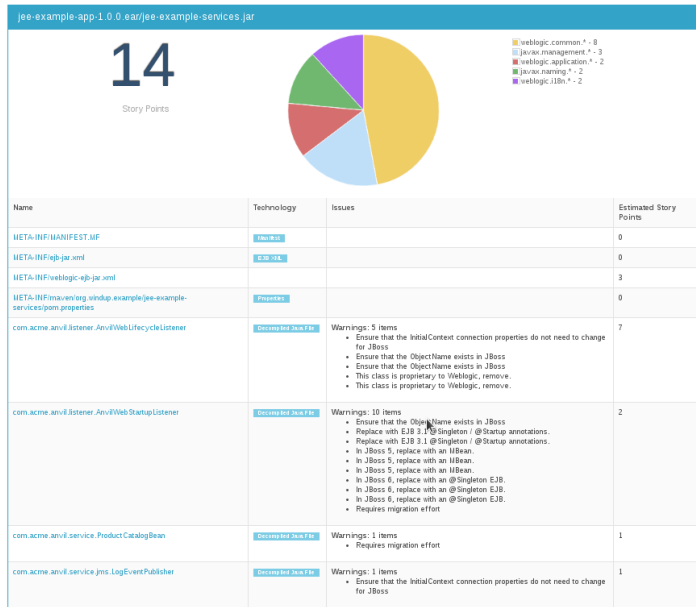 jee-example-app-1.0.0.ear/jee-example-services.jar
14
Story Points
weblogic.common.* - 8
javax.management.* - 3
weblogic.application.* - 2
javax.naming.* - 2
weblogic.i18n.* - 2
Name Technology Issues Estimated Story
Points
META-INF/MANIFEST.MF Manifest 0
META-INF/ejb-jar.xml EJB XML 0
META-INF/weblogic-ejb-jar.xml 3
META-INF/maven/org.windup.example/jee-example-
services/pom.properties Properties 0
com.acme.anvil.listener.AnvilWebLifecycleListener Decompiled Java File Warnings: 5 items 7
Ensure that the InitialContext connection properties do not need to change
for JBoss
Ensure that the ObjectName exists in JBoss
Ensure that the ObjectName exists in JBoss
This class is proprietary to Weblogic, remove.
This class is proprietary to Weblogic, remove.
com.acme.anvil.listener.AnvilWebStartupListener Decompiled Java File Warnings: 10 items 2
Ensure that the ObjectName exists in JBoss
Replace with EJB 3.1 @Singleton / @Startup annotations.
Replace with EJB 3.1 @Singleton / @Startup annotations.
In JBoss 5, replace with an MBean.
In JBoss 5, replace with an MBean.
In JBoss 5, replace with an MBean.
In JBoss 6, replace with an @Singleton EJB.
In JBoss 6, replace with an @Singleton EJB.
In JBoss 6, replace with an @Singleton EJB.
Requires migration effort
com.acme.anvil.service.ProductCatalogBean Decompiled Java File Warnings: 1 items 1
Requires migration effort
com.acme.anvil.service.jms.LogEventPublisher Decompiled Java File Warnings: 1 items 1
Ensure that the InitialContext connection properties do not need to change
for JBoss